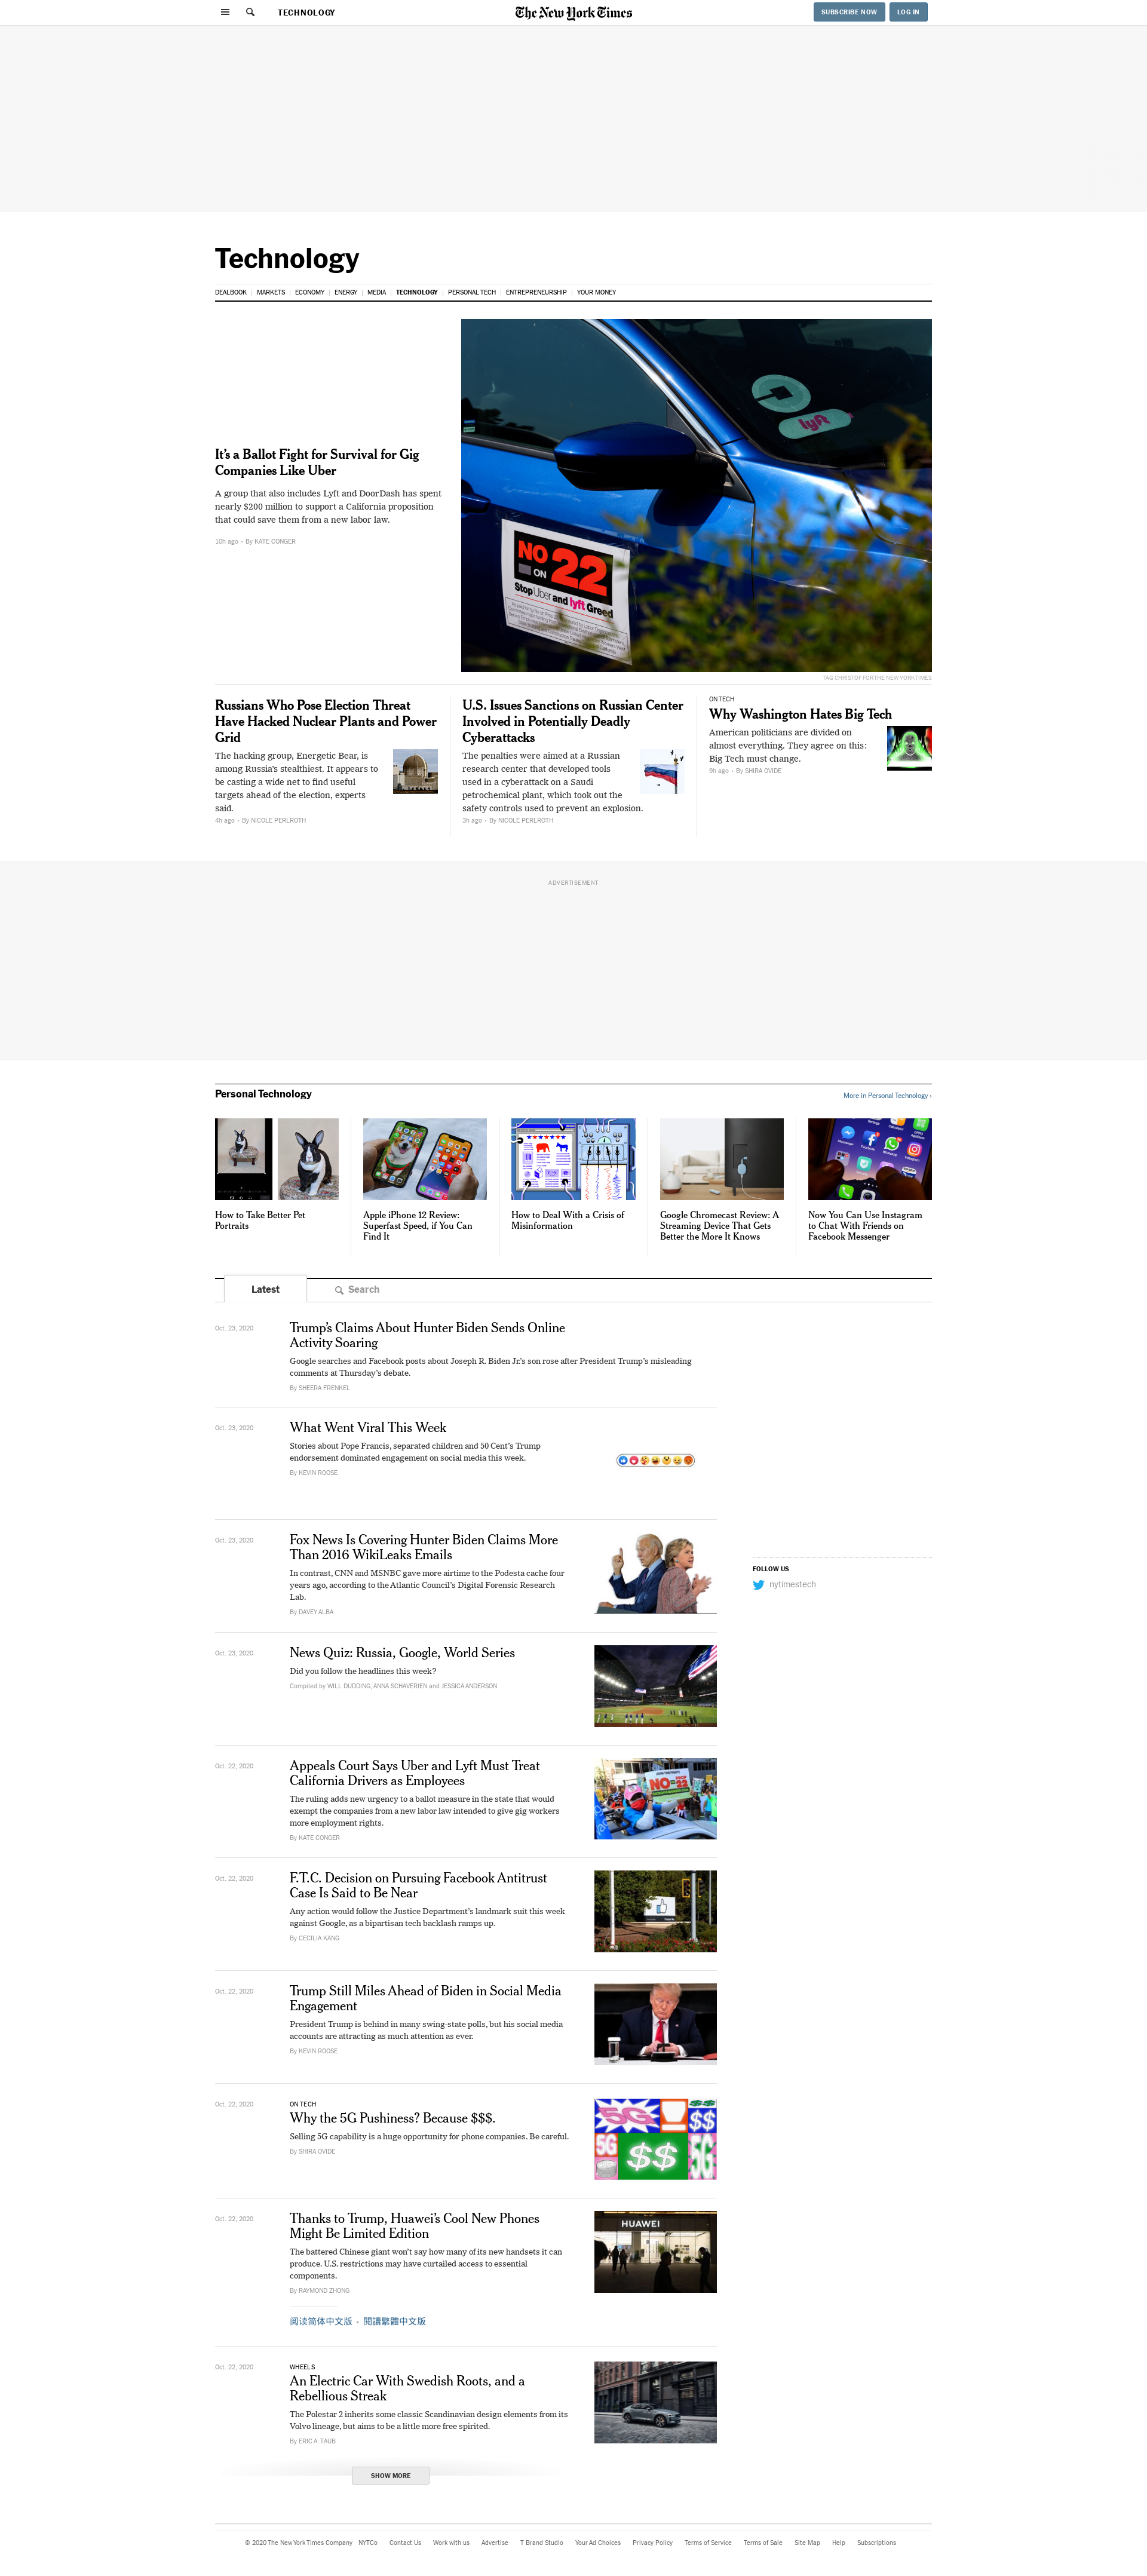 TECHNOLOGY
The New York Times
SUBSCRIBE NOW
LOG IN
Technology
DEALBOOK
MARKETS
ECONOMY
ENERGY
MEDIA
TECHNOLOGY
PERSONAL TECH
ENTREPRENEURSHIP
YOUR MONEY
It's a Ballot Fight for Survival for Gig
Companies Like Uber
A group that also includes Lyft and DoorDash has spent
nearly $200 million to support a California proposition
that could save them from a new labor law.
10h ago • By KATE CONGER
lyft
NO
ON 22
Stop Uber and lyft Greed
TAG CHRISTOF FOR THE NEW YORK TIMES
Russians Who Pose Election Threat
Have Hacked Nuclear Plants and Power
Grid
The hacking group, Energetic Bear, is
among Russia's stealthiest. It appears to
be casting a wide net to find useful
targets ahead of the election, experts
said.
4h ago • By NICOLE PERLROTH
U.S. Issues Sanctions on Russian Center
Involved in Potentially Deadly
Cyberattacks
The penalties were aimed at a Russian
research center that developed tools
used in a cyberattack on a Saudi
petrochemical plant, which took out the
safety controls used to prevent an explosion.
3h ago • By NICOLE PERLROTH
ON TECH
Why Washington Hates Big Tech
American politicians are divided on
almost everything. They agree on this:
Big Tech must change.
9h ago • By SHIRA OVIDE
ADVERTISEMENT
Personal Technology
More in Personal Technology ›
How to Take Better Pet
Portraits
Apple iPhone 12 Review:
Superfast Speed, if You Can
Find It
How to Deal With a Crisis of
Misinformation
Google Chromecast Review: A
Streaming Device That Gets
Better the More It Knows
Now You Can Use Instagram
to Chat With Friends on
Facebook Messenger
Latest
Search
Oct. 23, 2020
Trump's Claims About Hunter Biden Sends Online
Activity Soaring
Google searches and Facebook posts about Joseph R. Biden Jr.'s son rose after President Trump's misleading
comments at Thursday's debate.
By SHEERA FRENKEL
Oct. 23, 2020
What Went Viral This Week
Stories about Pope Francis, separated children and 50 Cent's Trump
endorsement dominated engagement on social media this week.
By KEVIN ROOSE
Oct. 23, 2020
Fox News Is Covering Hunter Biden Claims More
Than 2016 WikiLeaks Emails
In contrast, CNN and MSNBC gave more airtime to the Podesta cache four
years ago, according to the Atlantic Council's Digital Forensic Research
Lab.
By DAVEY ALBA
FOLLOW US
nytimestech
Oct. 23, 2020
News Quiz: Russia, Google, World Series
Did you follow the headlines this week?
Compiled by WILL DUDDING, ANNA SCHAVERIEN and JESSICA ANDERSON
Oct. 22, 2020
Appeals Court Says Uber and Lyft Must Treat
California Drivers as Employees
The ruling adds new urgency to a ballot measure in the state that would
exempt the companies from a new labor law intended to give gig workers
more employment rights.
By KATE CONGER
NO 22
Oct. 22, 2020
F.T.C. Decision on Pursuing Facebook Antitrust
Case Is Said to Be Near
Any action would follow the Justice Department's landmark suit this week
against Google, as a bipartisan tech backlash ramps up.
By CECILIA KANG
Oct. 22, 2020
Trump Still Miles Ahead of Biden in Social Media
Engagement
President Trump is behind in many swing-state polls, but his social media
accounts are attracting as much attention as ever.
By KEVIN ROOSE
Oct. 22, 2020
ON TECH
Why the 5G Pushiness? Because $$$.
Selling 5G capability is a huge opportunity for phone companies. Be careful.
By SHIRA OVIDE
5G $$
5G $$ 5G
Oct. 22, 2020
Thanks to Trump, Huawei's Cool New Phones
Might Be Limited Edition
The battered Chinese giant won't say how many of its new handsets it can
produce. U.S. restrictions may have curtailed access to essential
components.
By RAYMOND ZHONG
阅读简体中文版 • 閱讀繁體中文版
HUAWEI
Oct. 22, 2020
WHEELS
An Electric Car With Swedish Roots, and a
Rebellious Streak
The Polestar 2 inherits some classic Scandinavian design elements from its
Volvo lineage, but aims to be a little more free spirited.
By ERIC A. TAUB
SHOW MORE
© 2020 The New York Times Company
NYTCo
Contact Us
Work with us
Advertise
T Brand Studio
Your Ad Choices
Privacy Policy
Terms of Service
Terms of Sale
Site Map
Help
Subscriptions